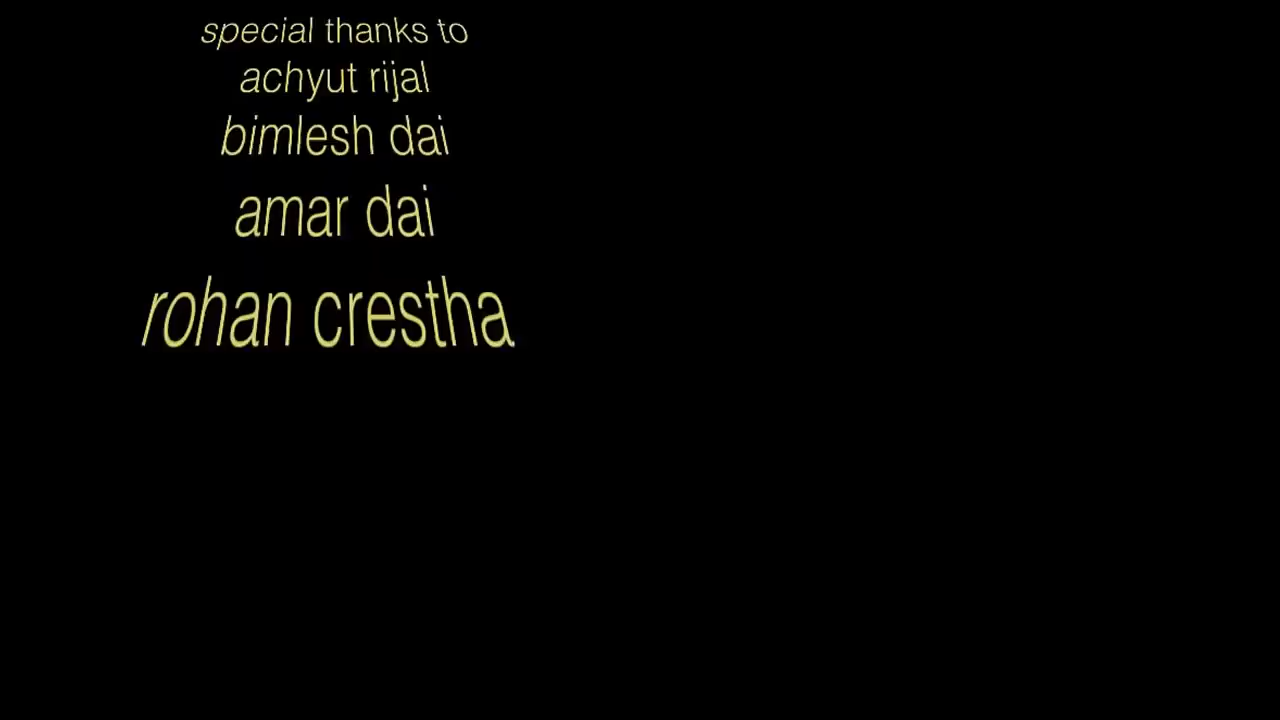 special thanks to
achyut rijal
bimlesh dai
amar dai
rohan crestha